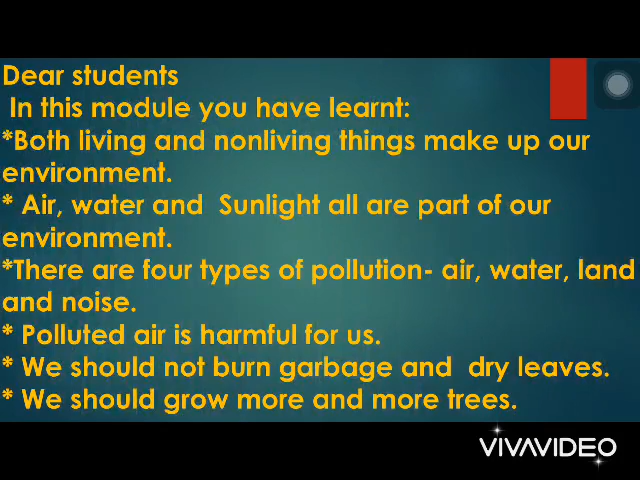 Dear students
In this module you have learnt:
*Both living and nonliving things make up our
environment.
* Air, water and  Sunlight all are part of our
environment.
*There are four types of pollution- air, water, land
and noise.
* Polluted air is harmful for us.
* We should not burn garbage and  dry leaves.
* We should grow more and more trees.
VIVAVIDEO